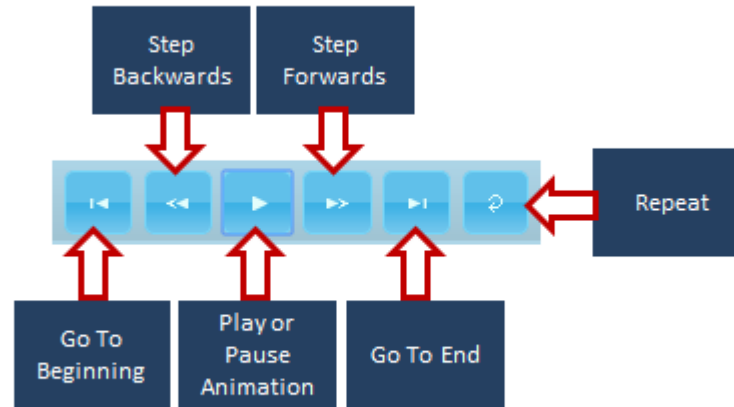 Step
Backwards
Step
Forwards
Repeat
Go To
Beginning
Play or
Pause
Animation
Go To End